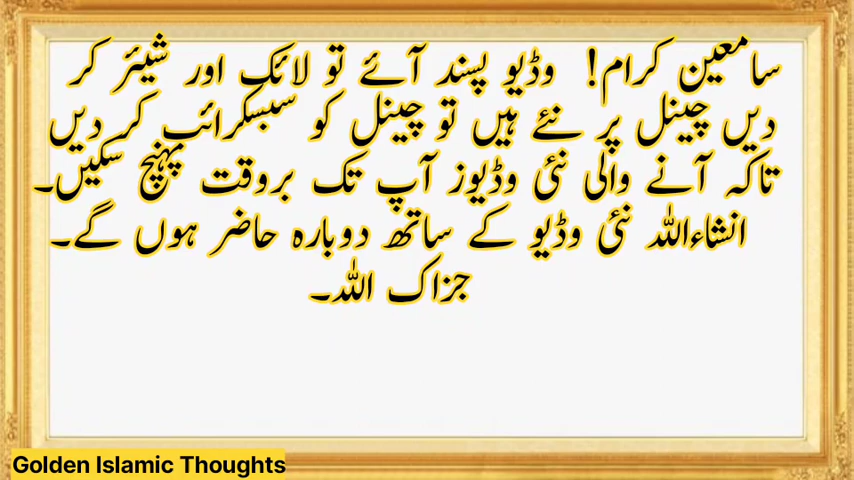 سامعین کرام! وڈیو پسند آئے تو لائک اور شیئر کر
دیں چینل پر نئے ہیں تو چینل کو سبسکرائب کر دیں
تاکہ آنے والی نئی وڈیوز آپ تک بروقت پہنچ سکیں۔
انشاءاللہ نئی وڈیو کے ساتھ دوبارہ حاضر ہوں گے۔
جزاک اللہ۔
Golden Islamic Thoughts